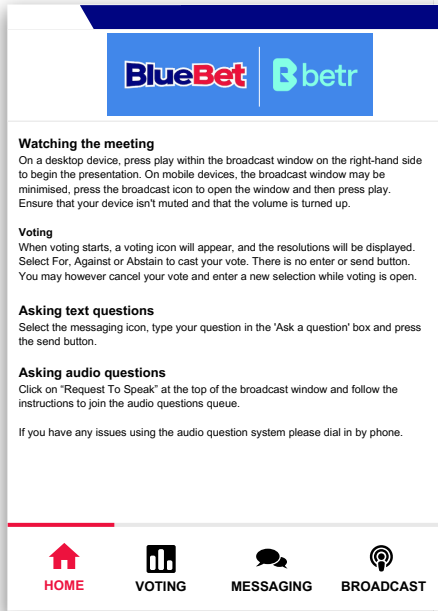 BlueBet betr
Watching the meeting
On a desktop device, press play within the broadcast window on the right-hand side
to begin the presentation. On mobile devices, the broadcast window may be
minimised, press the broadcast icon to open the window and then press play.
Ensure that your device isn't muted and that the volume is turned up.
Voting
When voting starts, a voting icon will appear, and the resolutions will be displayed.
Select For, Against or Abstain to cast your vote. There is no enter or send button.
You may however cancel your vote and enter a new selection while voting is open.
Asking text questions
Select the messaging icon, type your question in the 'Ask a question' box and press
the send button.
Asking audio questions
Click on “Request To Speak” at the top of the broadcast window and follow the
instructions to join the audio questions queue.
If you have any issues using the audio question system please dial in by phone.
HOME VOTING MESSAGING BROADCAST